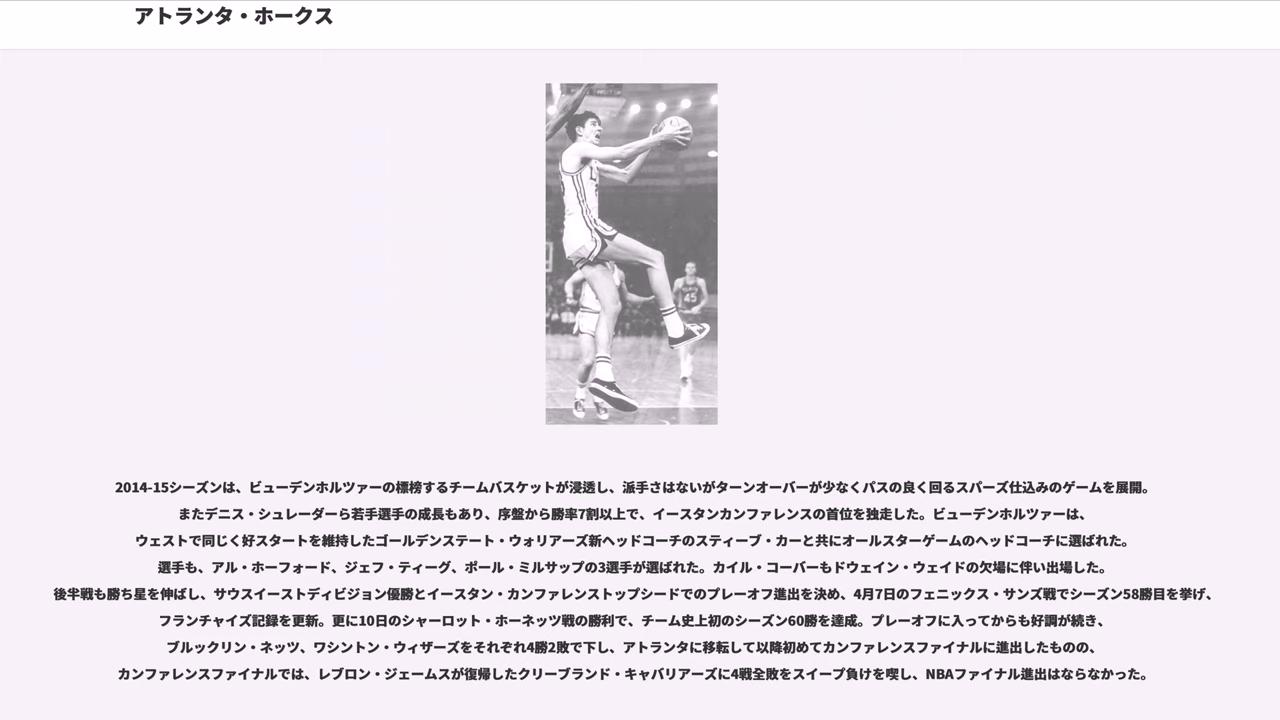 アトランタ・ホークス
45
2014-15シーズンは、ビューデンホルツァーの標榜するチームバスケットが浸透し、派手さはないがターンオーバーが少なくパスの良く回るスパーズ仕込みのゲームを展開。
またデニス・シュレーダーら若手選手の成長もあり、序盤から勝率7割以上で、イースタンカンファレンスの首位を独走した。ビューデンホルツァーは、
ウェストで同じく好スタートを維持したゴールデンステート・ウォリアーズ新ヘッドコーチのスティーブ・カーと共にオールスターゲームのヘッドコーチに選ばれた。
選手も、アル・ホーフォード、ジェフ・ティーグ、ポール・ミルサップの3選手が選ばれた。カイル・コーバーもドウェイン・ウェイドの欠場に伴い出場した。
後半戦も勝ち星を伸ばし、サウスイーストディビジョン優勝とイースタン・カンファレンストップシードでのプレーオフ進出を決め、4月7日のフェニックス・サンズ戦でシーズン58勝目を挙げ、
フランチャイズ記録を更新。更に10日のシャーロット・ホーネッツ戦の勝利で、チーム史上初のシーズン60勝を達成。プレーオフに入ってからも好調が続き、
ブルックリン・ネッツ、ワシントン・ウィザーズをそれぞれ4勝2敗で下し、アトランタに移転して以降初めてカンファレンスファイナルに進出したものの、
カンファレンスファイナルでは、レブロン・ジェームスが復帰したクリーブランド・キャバリアーズに4戦全敗をスイープ負けを喫し、NBAファイナル進出はならなかった。